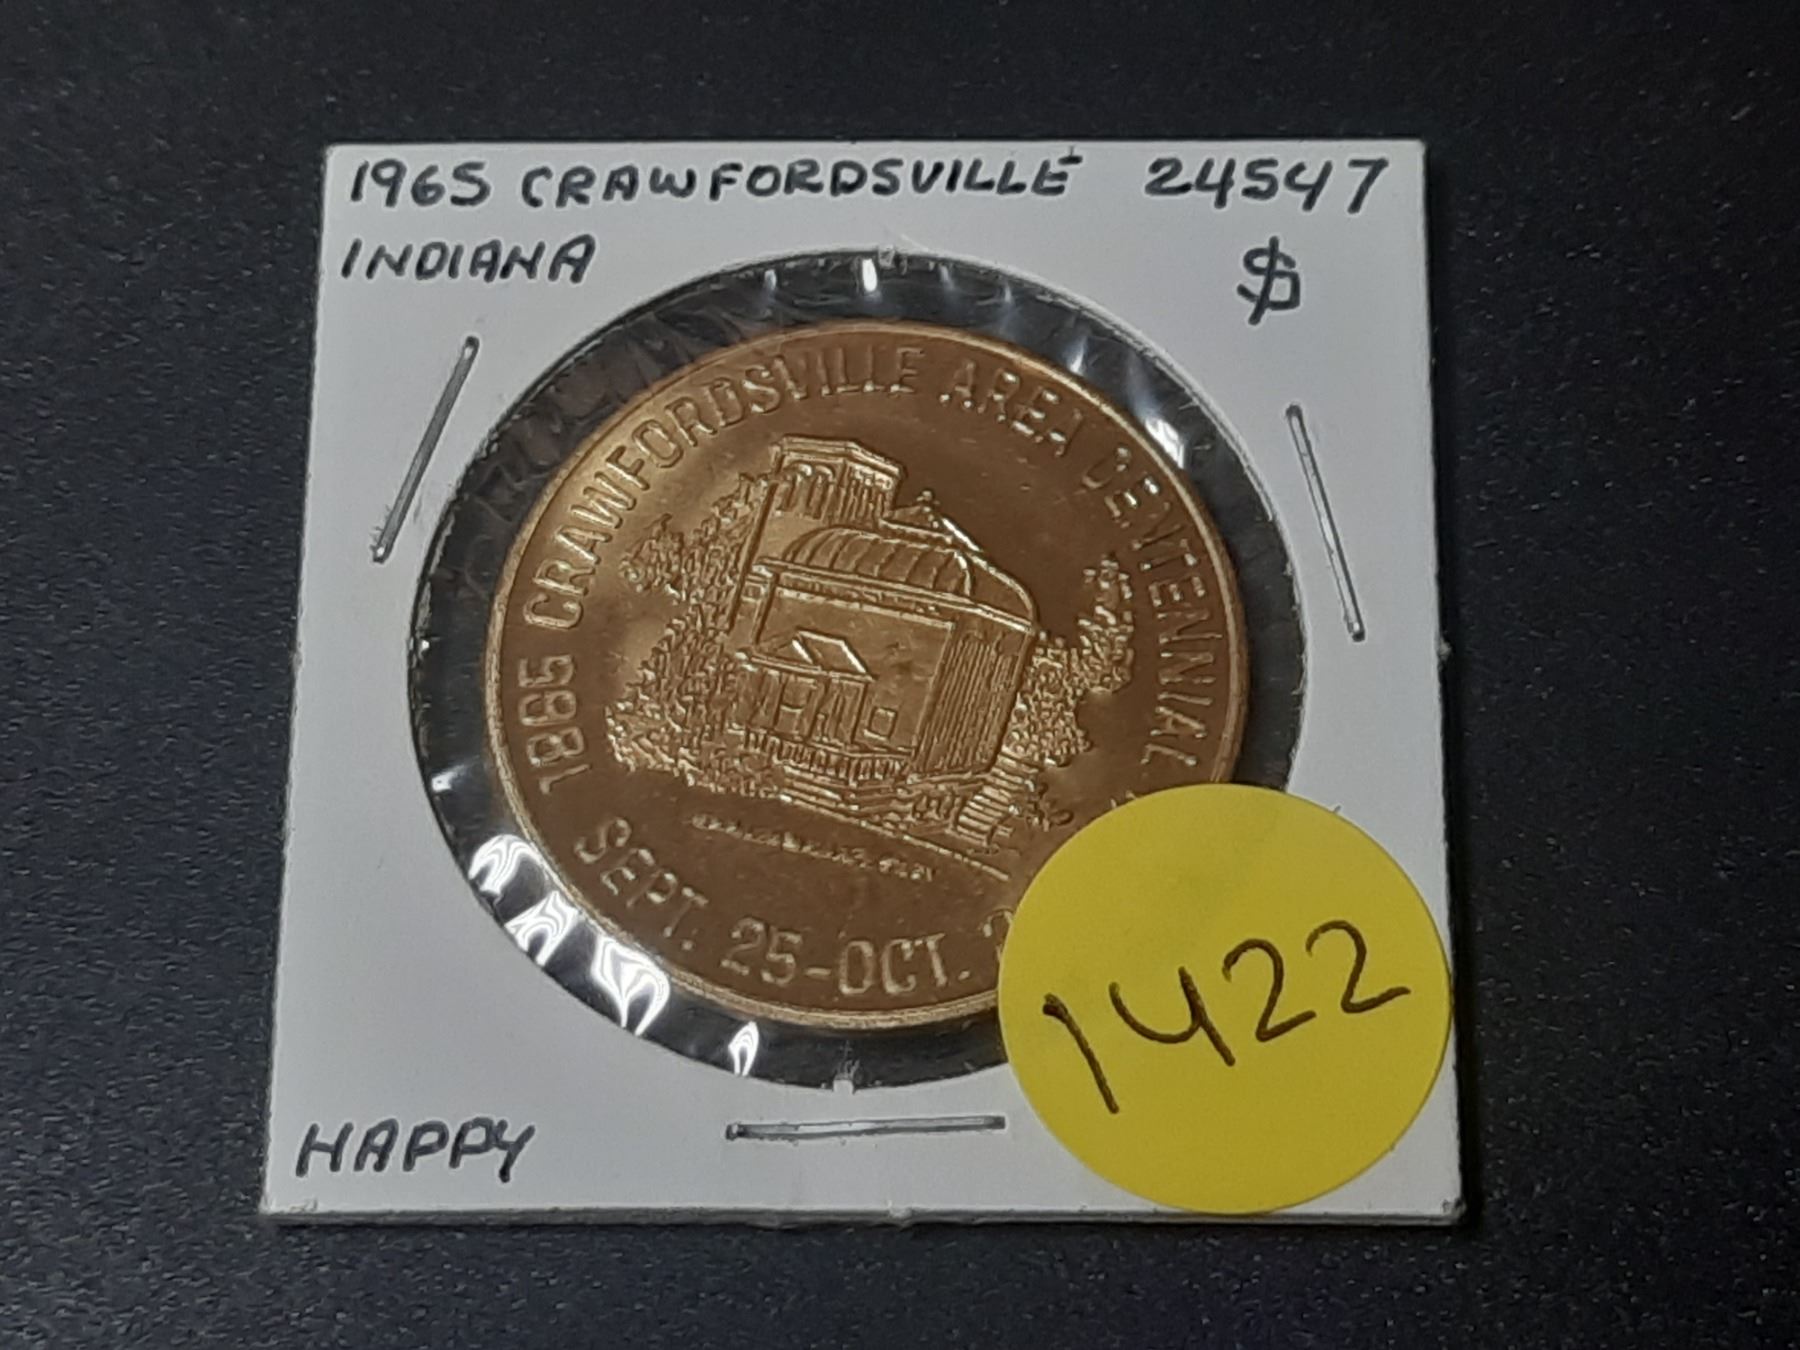 1965 CRAWFORDSVILLE 24547
INDIANA $
1865 CRAWFORDSVILLE AREA CENTENNIAL
SEPT. 25-OCT.
1422
HAPPY